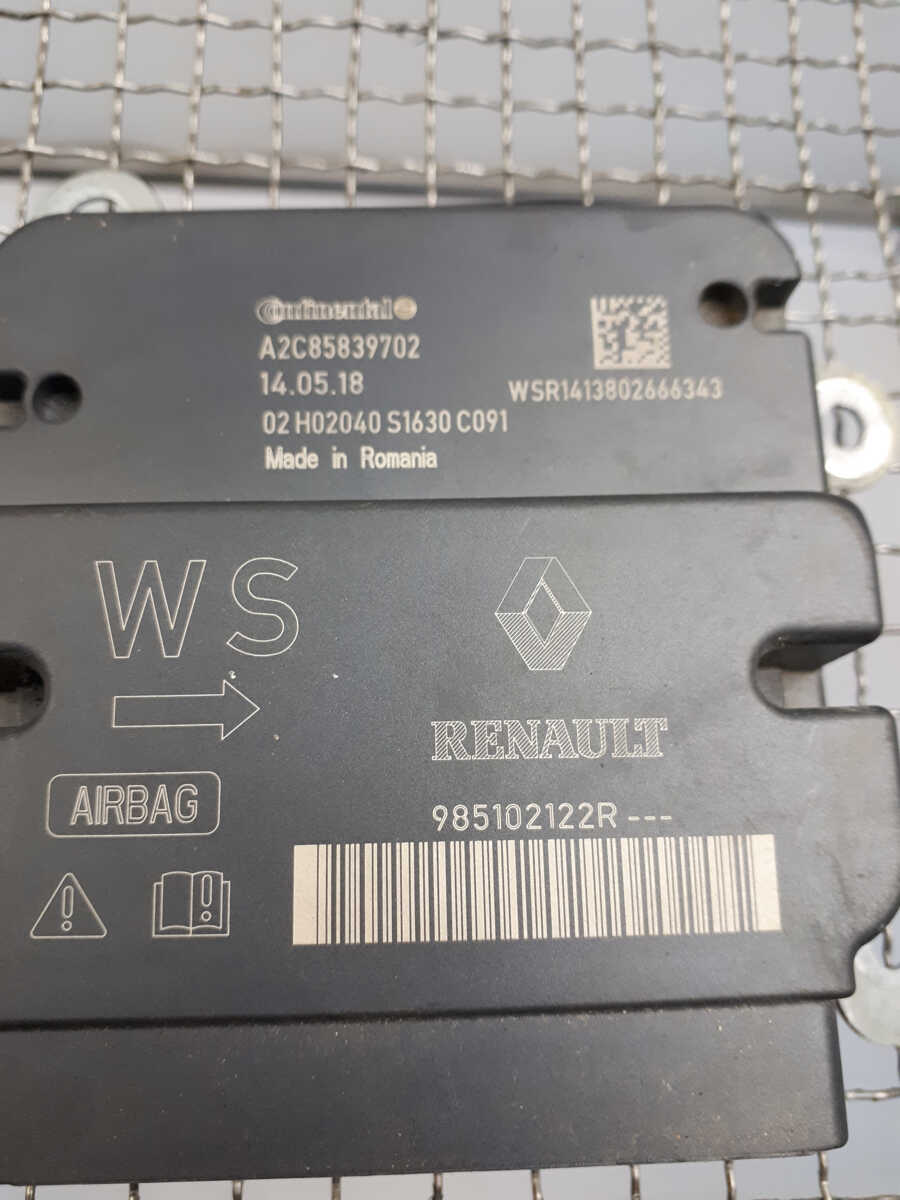 Continental
A2C85839702
14.05.18
WSR1413802666343
02 H02040 S1630 C091
Made in Romania
WS
RENAULT
AIRBAG
985102122R ---